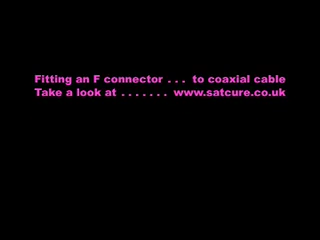 Fitting an F connector . . . to coaxial cable
Take a look at . . . . . . . www.satcure.co.uk